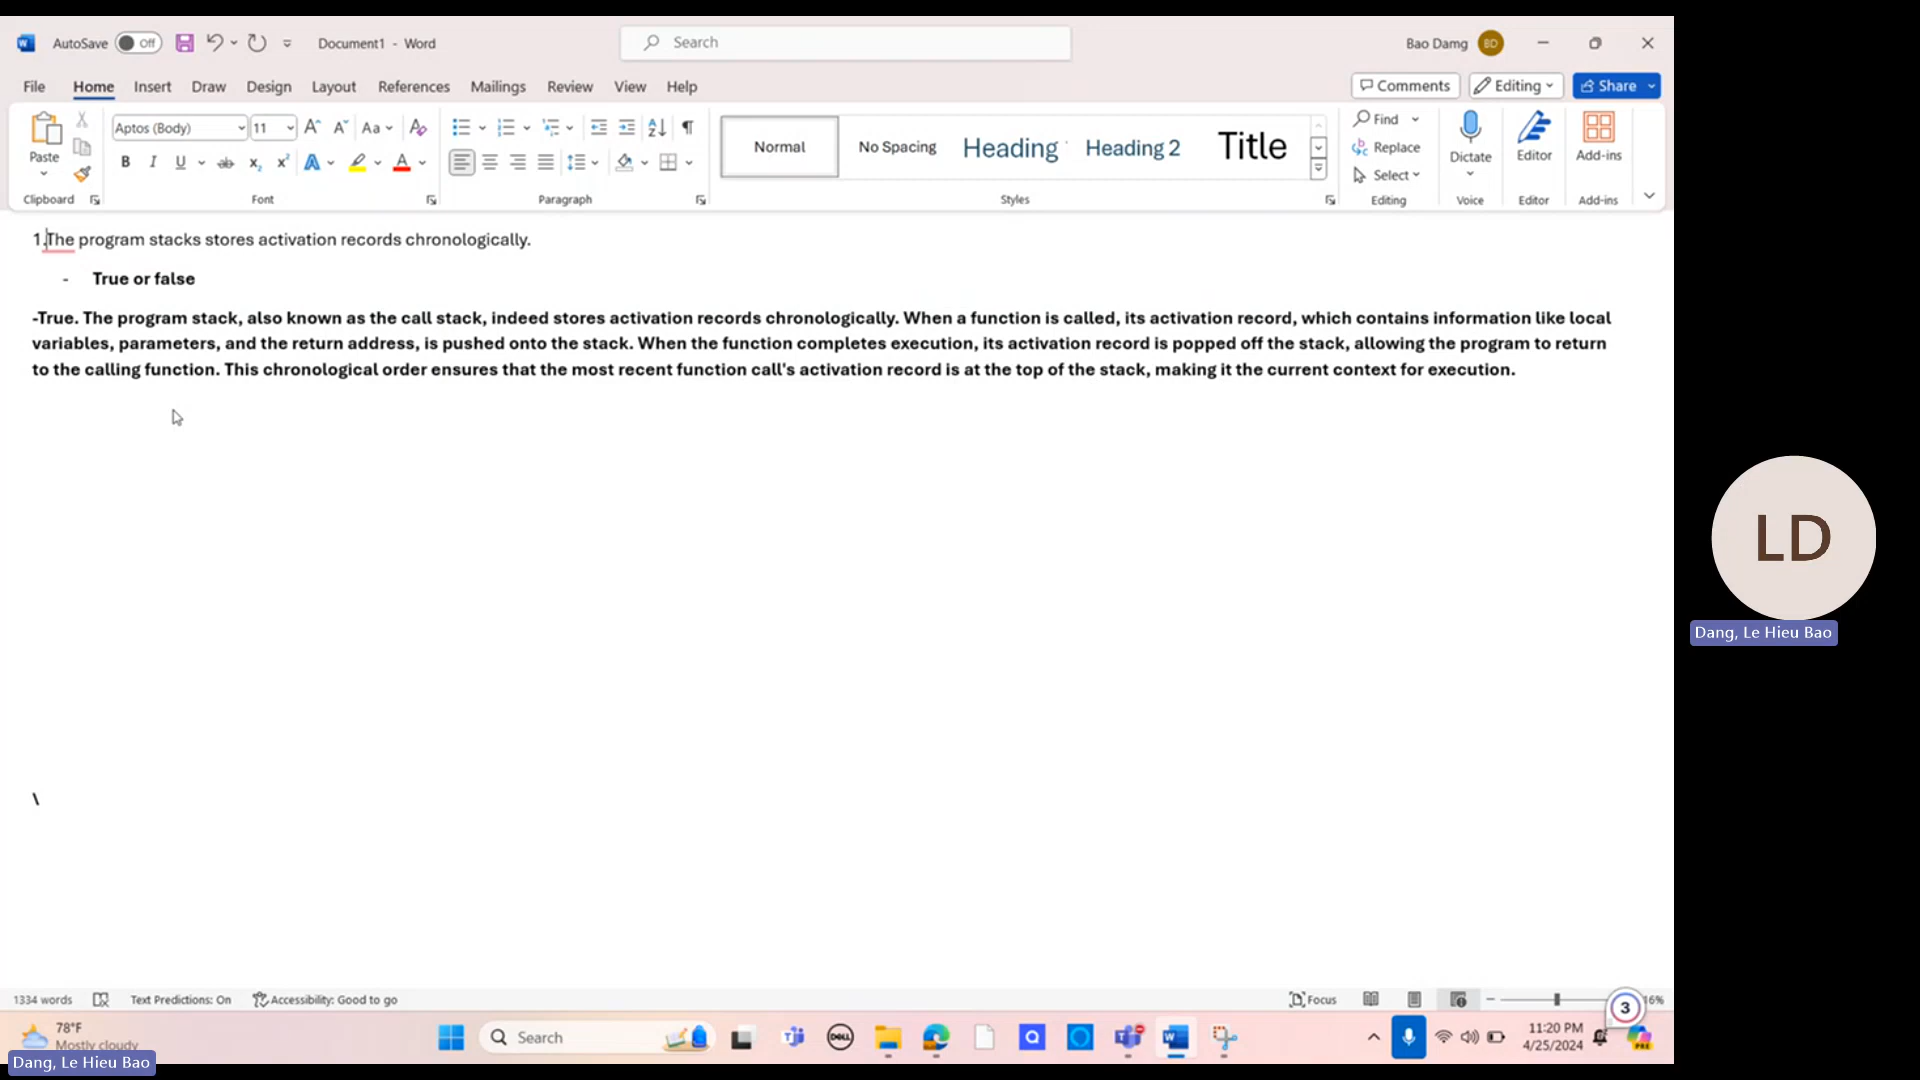 AutoSave Off Document1 - Word Search Bao Damg BD
File Home Insert Draw Design Layout References Mailings Review View Help Comments Editing Share
Paste Aptos (Body) 11 Aa Normal No Spacing Heading Heading 2 Title Find Replace Select Dictate Editor Add-ins
Clipboard Font Paragraph Styles Editing Voice Editor Add-ins
1.The program stacks stores activation records chronologically.
- True or false
-True. The program stack, also known as the call stack, indeed stores activation records chronologically. When a function is called, its activation record, which contains information like local
variables, parameters, and the return address, is pushed onto the stack. When the function completes execution, its activation record is popped off the stack, allowing the program to return
to the calling function. This chronological order ensures that the most recent function call's activation record is at the top of the stack, making it the current context for execution.
LD
Dang, Le Hieu Bao
\
1334 words Text Predictions: On Accessibility: Good to go Focus 3
78°F
Mostly cloudy
Search
DELL
11:20 PM
4/25/2024
PRE
Dang, Le Hieu Bao